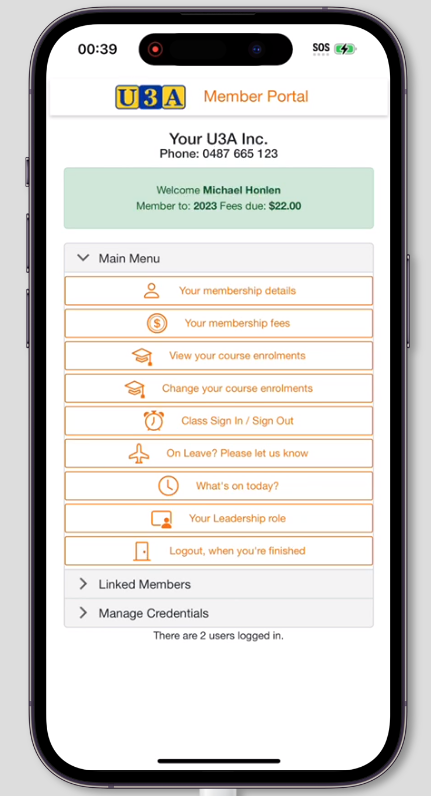 00:39
SOS
U3A Member Portal
Your U3A Inc.
Phone: 0487 665 123
Welcome Michael Honlen
Member to: 2023 Fees due: $22.00
Main Menu
Your membership details
$ Your membership fees
View your course enrolments
Change your course enrolments
Class Sign In / Sign Out
On Leave? Please let us know
What's on today?
Your Leadership role
Logout, when you're finished
Linked Members
Manage Credentials
There are 2 users logged in.